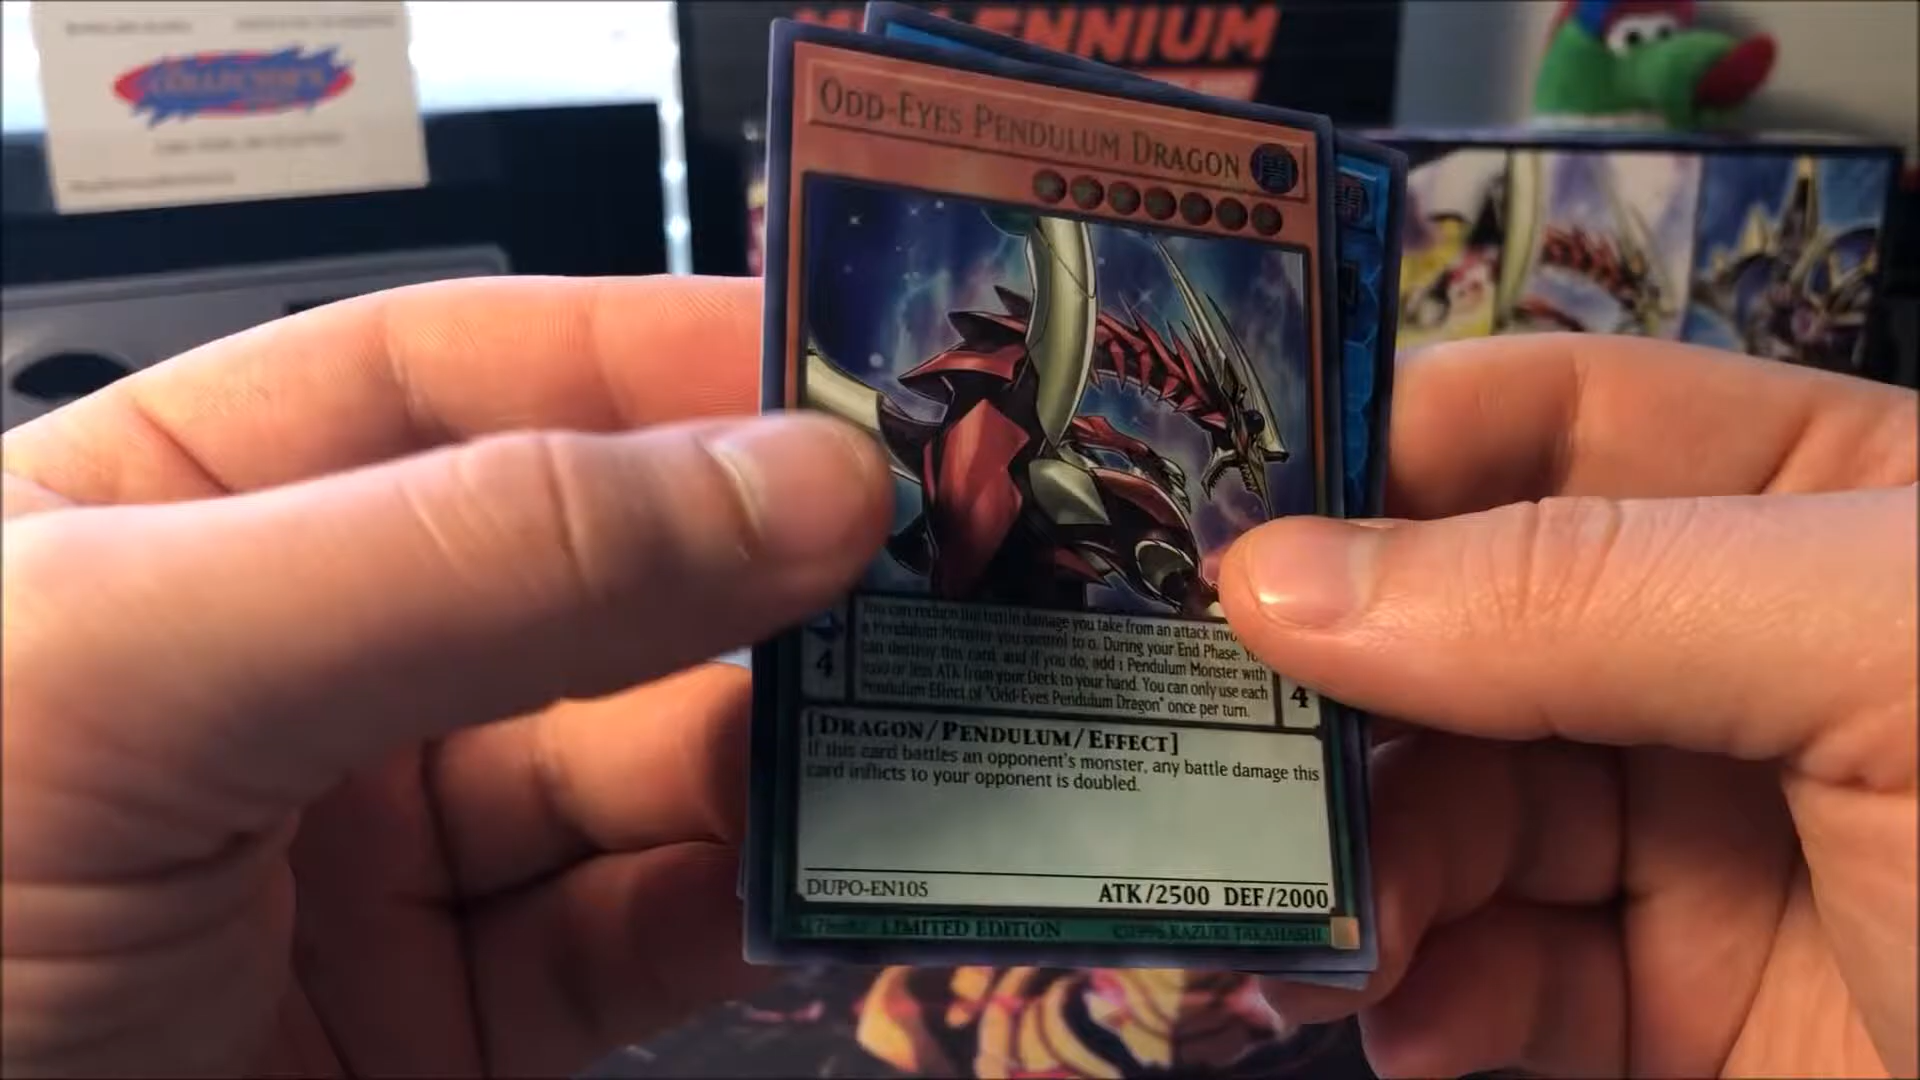 MILLENNIUM
COLLECTOR'S
ODD-EYES PENDULUM DRAGON
You can reduce the battle damage you take from an attack
a Pendulum Monster you control to 0. During your End Phase:
can destroy this card, and if you do, add 1 Pendulum Monster with
or less ATK from your Deck to your hand. You can only use each
Pendulum Effect of "Odd-Eyes Pendulum Dragon" once per turn.
4
4
[DRAGON/PENDULUM/EFFECT]
If this card battles an opponent's monster, any battle damage this
card inflicts to your opponent is doubled.
DUPO-EN105
ATK/2500 DEF/2000
LIMITED EDITION
©1996 KAZUKI TAKAHASHI